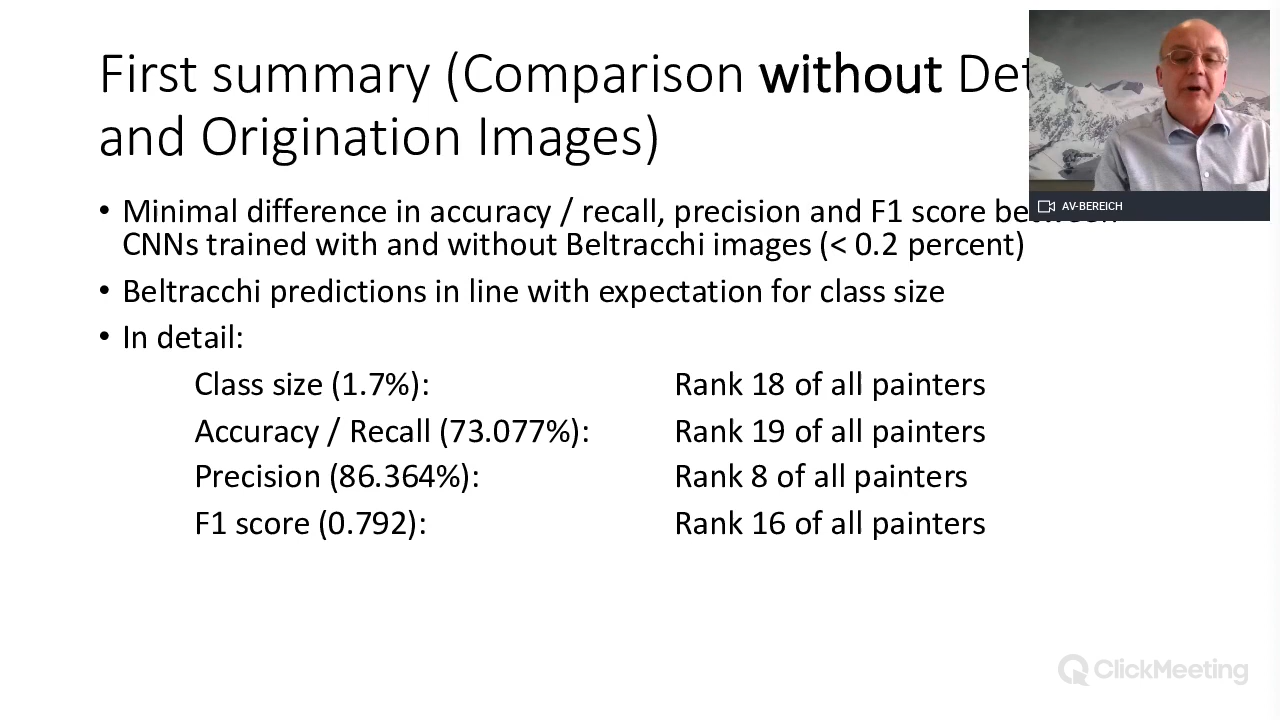 First summary (Comparison without Det
and Origination Images)
• Minimal difference in accuracy / recall, precision and F1 score between
CNNs trained with and without Beltracchi images (< 0.2 percent)
• Beltracchi predictions in line with expectation for class size
• In detail:
Class size (1.7%): Rank 18 of all painters
Accuracy / Recall (73.077%): Rank 19 of all painters
Precision (86.364%): Rank 8 of all painters
F1 score (0.792): Rank 16 of all painters
AV-BEREICH
ClickMeeting